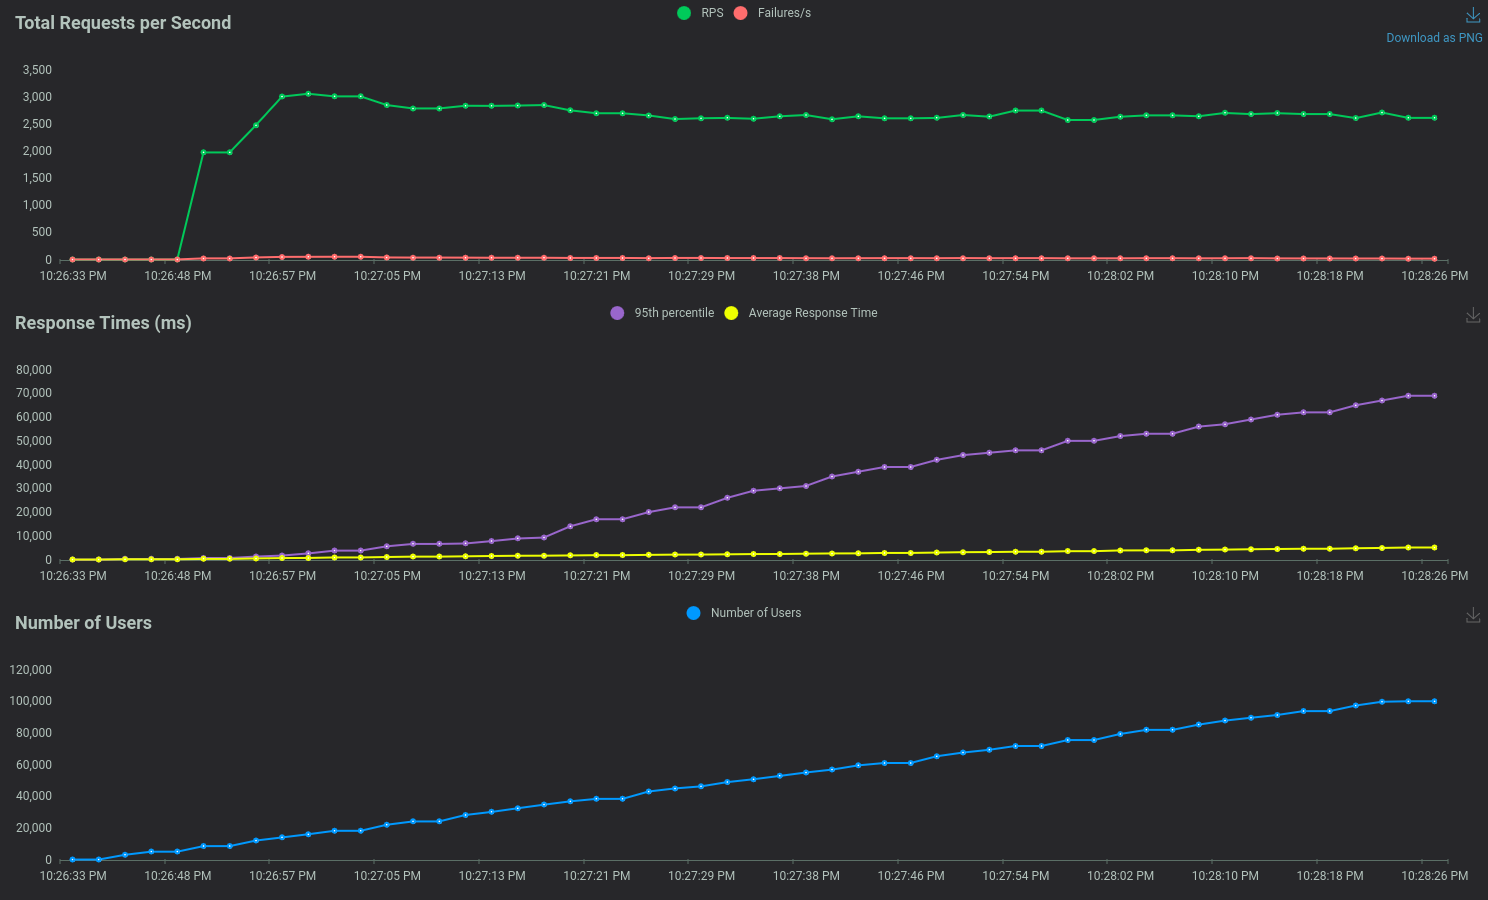 Total Requests per Second
RPS Failures/s
Download as PNG
3,500
3,000
2,500
2,000
1,500
1,000
500
0
10:26:33 PM 10:26:48 PM 10:26:57 PM 10:27:05 PM 10:27:13 PM 10:27:21 PM 10:27:29 PM 10:27:38 PM 10:27:46 PM 10:27:54 PM 10:28:02 PM 10:28:10 PM 10:28:18 PM 10:28:26 PM
Response Times (ms)
95th percentile Average Response Time
80,000
70,000
60,000
50,000
40,000
30,000
20,000
10,000
0
10:26:33 PM 10:26:48 PM 10:26:57 PM 10:27:05 PM 10:27:13 PM 10:27:21 PM 10:27:29 PM 10:27:38 PM 10:27:46 PM 10:27:54 PM 10:28:02 PM 10:28:10 PM 10:28:18 PM 10:28:26 PM
Number of Users
Number of Users
120,000
100,000
80,000
60,000
40,000
20,000
0
10:26:33 PM 10:26:48 PM 10:26:57 PM 10:27:05 PM 10:27:13 PM 10:27:21 PM 10:27:29 PM 10:27:38 PM 10:27:46 PM 10:27:54 PM 10:28:02 PM 10:28:10 PM 10:28:18 PM 10:28:26 PM